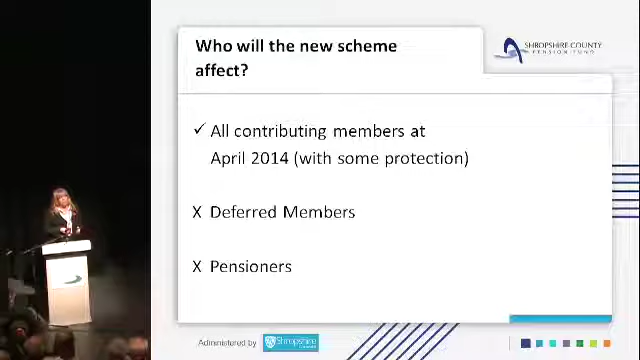 Who will the new scheme
affect?
SHROPSHIRE COUNTY
PENSION FUND
✓ All contributing members at
April 2014 (with some protection)
X Deferred Members
X Pensioners
Administered by
Shropshire